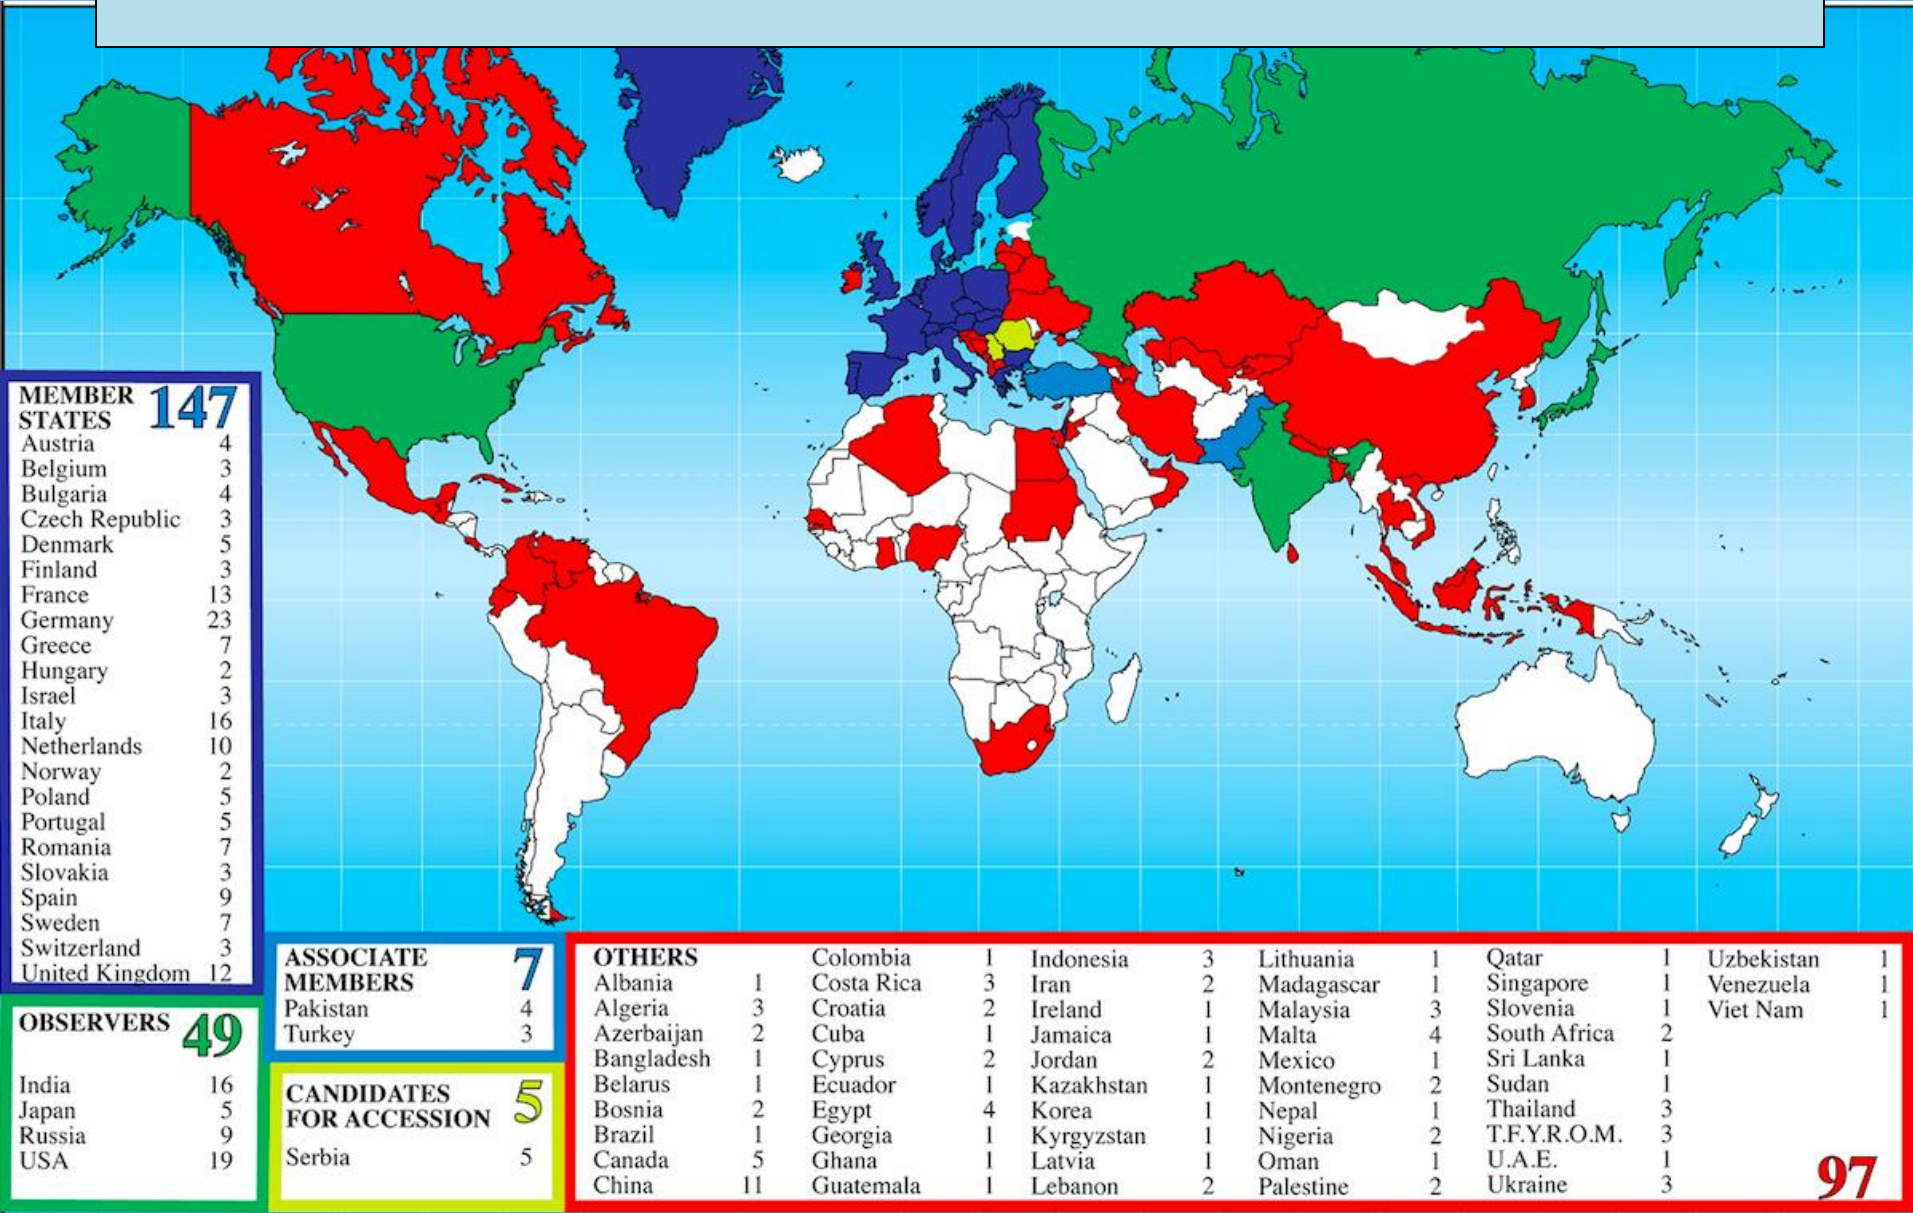 MEMBER
STATES 147
Austria 4
Belgium 3
Bulgaria 4
Czech Republic 3
Denmark 5
Finland 3
France 13
Germany 23
Greece 7
Hungary 2
Israel 3
Italy 16
Netherlands 10
Norway 2
Poland 5
Portugal 5
Romania 7
Slovakia 3
Spain 9
Sweden 7
Switzerland 3
United Kingdom 12
OBSERVERS 49
India 16
Japan 5
Russia 9
USA 19
ASSOCIATE
MEMBERS 7
Pakistan 4
Turkey 3
CANDIDATES
FOR ACCESSION 5
Serbia 5
OTHERS
Albania 1
Algeria 3
Azerbaijan 2
Bangladesh 1
Belarus 1
Bosnia 2
Brazil 1
Canada 5
China 11
Colombia 1
Costa Rica 3
Croatia 2
Cuba 1
Cyprus 2
Ecuador 1
Egypt 4
Georgia 1
Ghana 1
Guatemala 1
Indonesia 3
Iran 2
Ireland 1
Jamaica 1
Jordan 2
Kazakhstan 1
Korea 1
Kyrgyzstan 1
Latvia 1
Lebanon 2
Lithuania 1
Madagascar 1
Malaysia 3
Malta 4
Mexico 1
Montenegro 2
Nepal 1
Nigeria 2
Oman 1
Palestine 2
Qatar 1
Singapore 1
Slovenia 1
South Africa 2
Sri Lanka 1
Sudan 1
Thailand 3
T.F.Y.R.O.M. 3
U.A.E. 1
Ukraine 3
Uzbekistan 1
Venezuela 1
Viet Nam 1
97